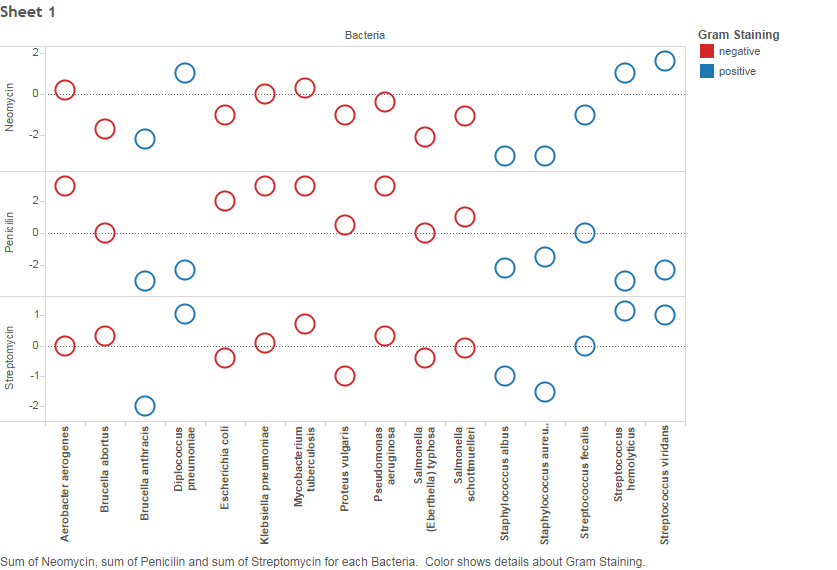 Sheet 1
Bacteria
Gram Staining
negative
positive
Neomycin
2
0
-2
Penicilin
2
0
-2
Streptomycin
1
0
-1
-2
Aerobacter aerogenes
Brucella abortus
Brucella anthracis
Diplococcus
pneumoniae
Escherichia coli
Klebsiella pneumoniae
Mycobacterium
tuberculosis
Proteus vulgaris
Pseudomonas
aeruginosa
Salmonella
(Eberthella) typhosa
Salmonella
schottmuelleri
Staphylococcus albus
Staphylococcus aureu..
Streptococcus fecalis
Streptococcus
hemolyticus
Streptococcus viridans
Sum of Neomycin, sum of Penicilin and sum of Streptomycin for each Bacteria.  Color shows details about Gram Staining.